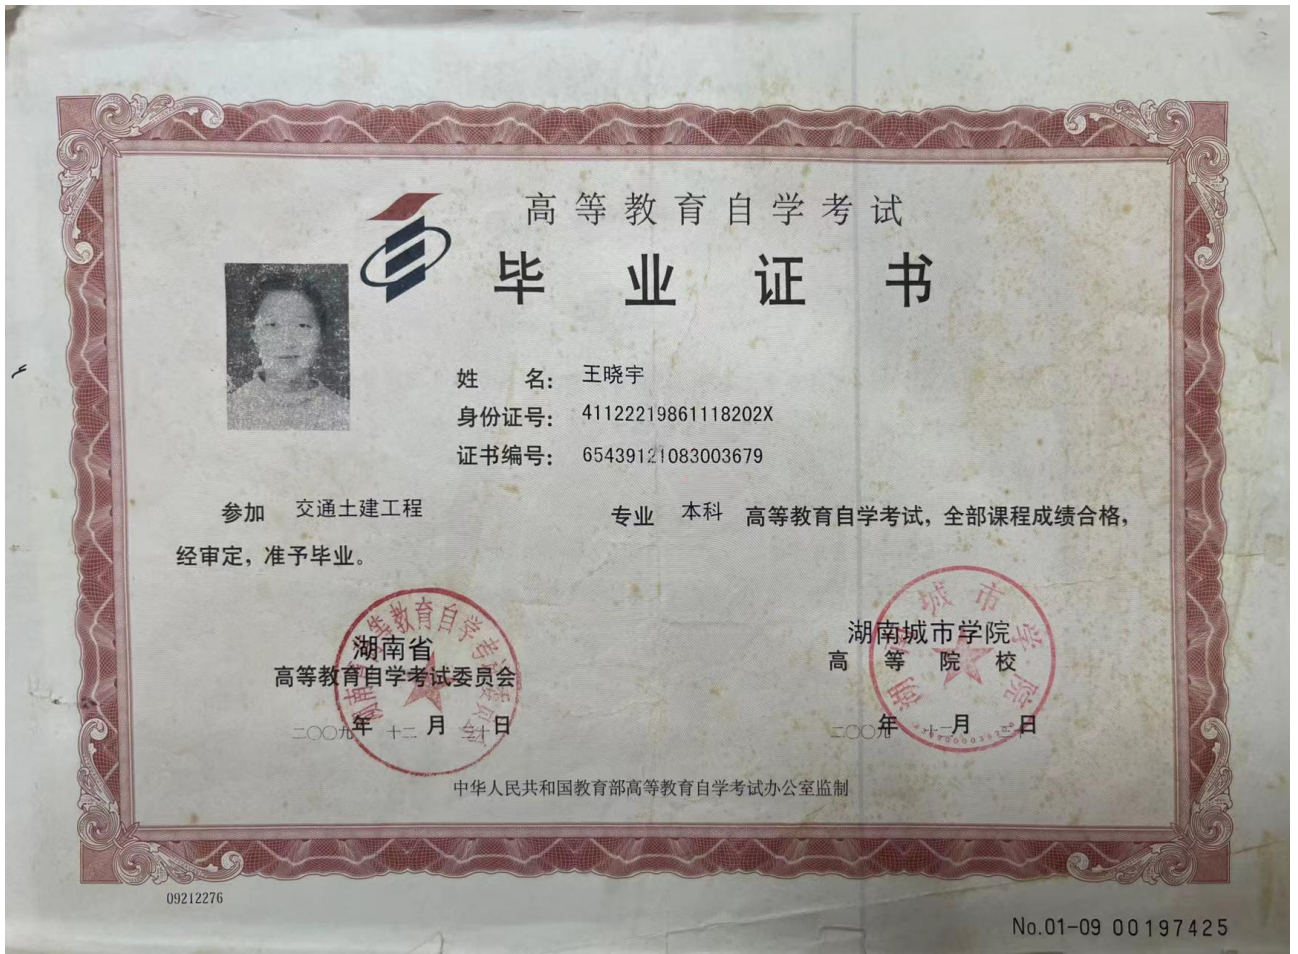 高等教育自学考试
毕业证书
姓 名: 王晓宇
身份证号: 41122219861118202X
证书编号: 65439121083003679
参加 交通土建工程 专业 本科 高等教育自学考试，全部课程成绩合格，
经审定，准予毕业。
湖南省 湖南城市学院
高等教育自学考试委员会 高等院校
二〇〇九年 十二月 日 二〇〇九年 十二月 日
中华人民共和国教育部高等教育自学考试办公室监制
09212276
No.01-09 00197425